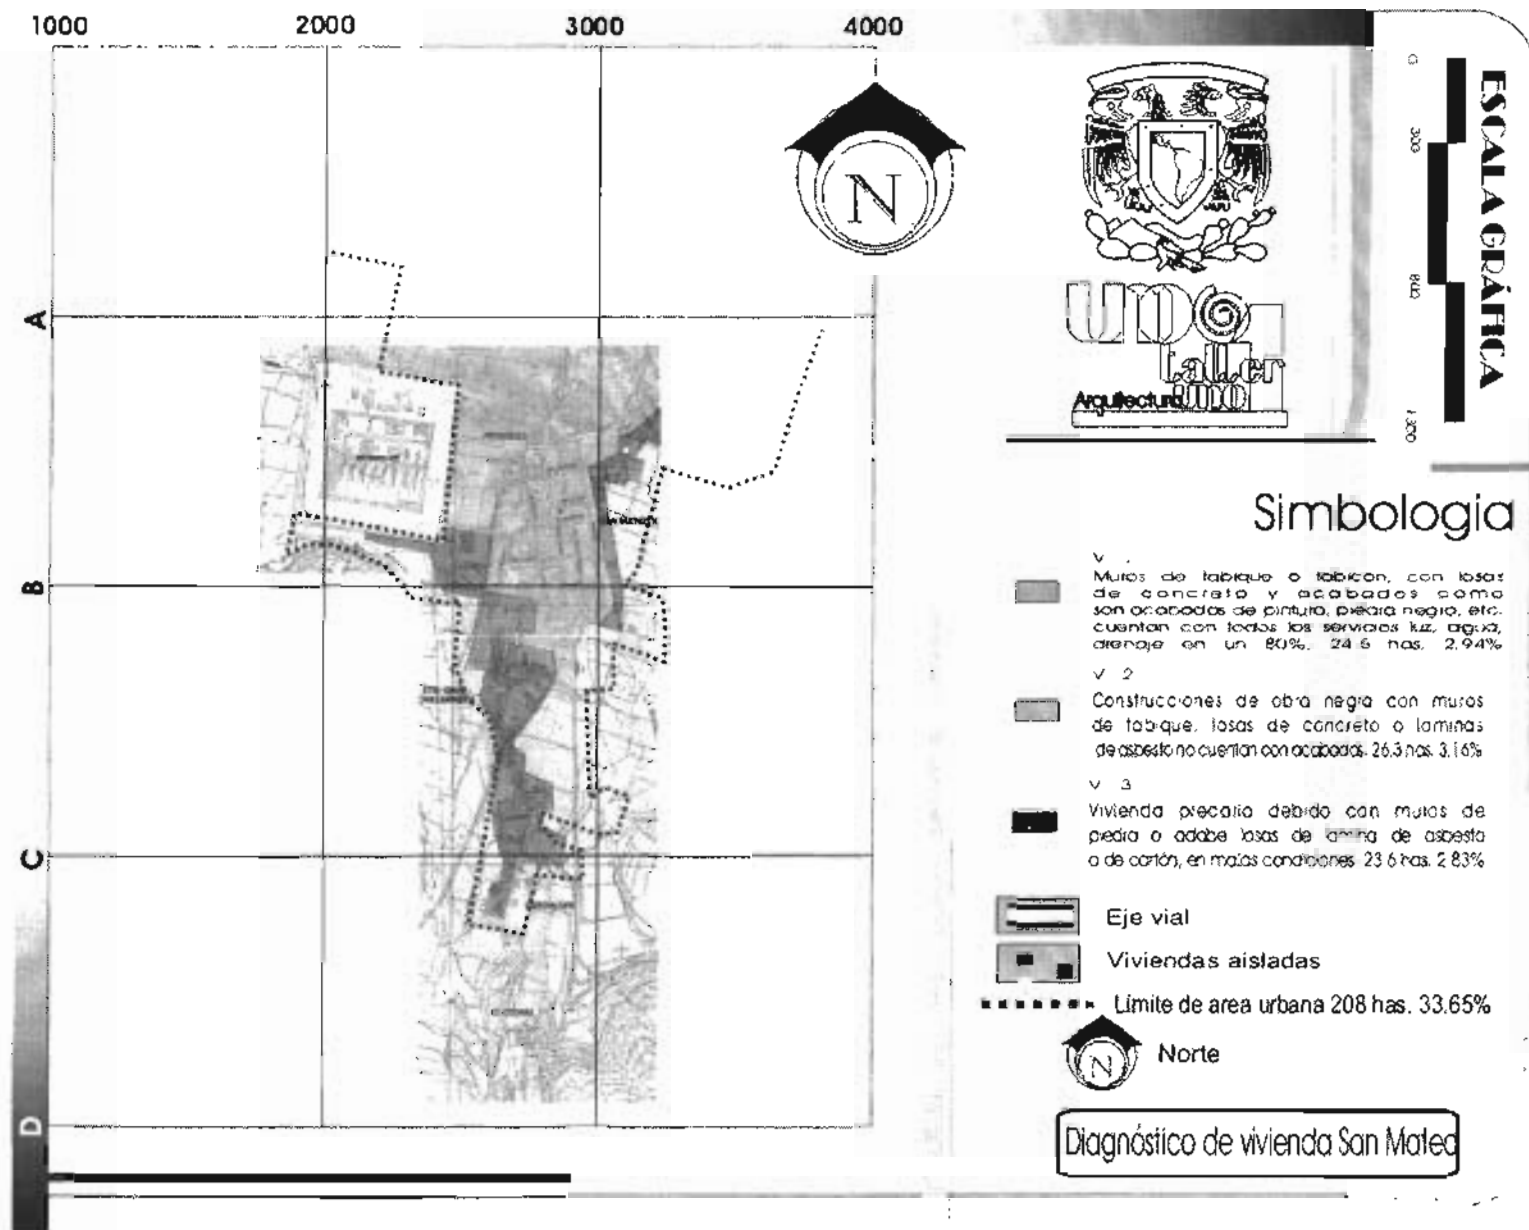 1000 2000 3000 4000
A
B
C
D
N
ESCALA GRÁFICA
0
300
600
1200
Taller
UNO
Arquitectura
Simbologia
V
Muros de tabique o tabicon, con losas
de concreto y acabados como
son acabados de pintura, piedra negra, etc.
cuentan con todos los servicios luz, agua,
drenaje en un 80%. 24.6 has. 2.94%
V 2
Construcciones de obra negra con muros
de tabique, losas de concreto o laminas
de asbesto no cuentan con acabados. 26.3 has. 3.16%
V 3
Vivienda precaria debido con muros de
piedra o adobe losas de lamina de asbesto
o de cartón, en malas condiciones 23.6 has. 2.83%
Eje vial
Viviendas aisladas
Límite de area urbana 208 has. 33.65%
N
Norte
Diagnóstico de vivienda San Mateo